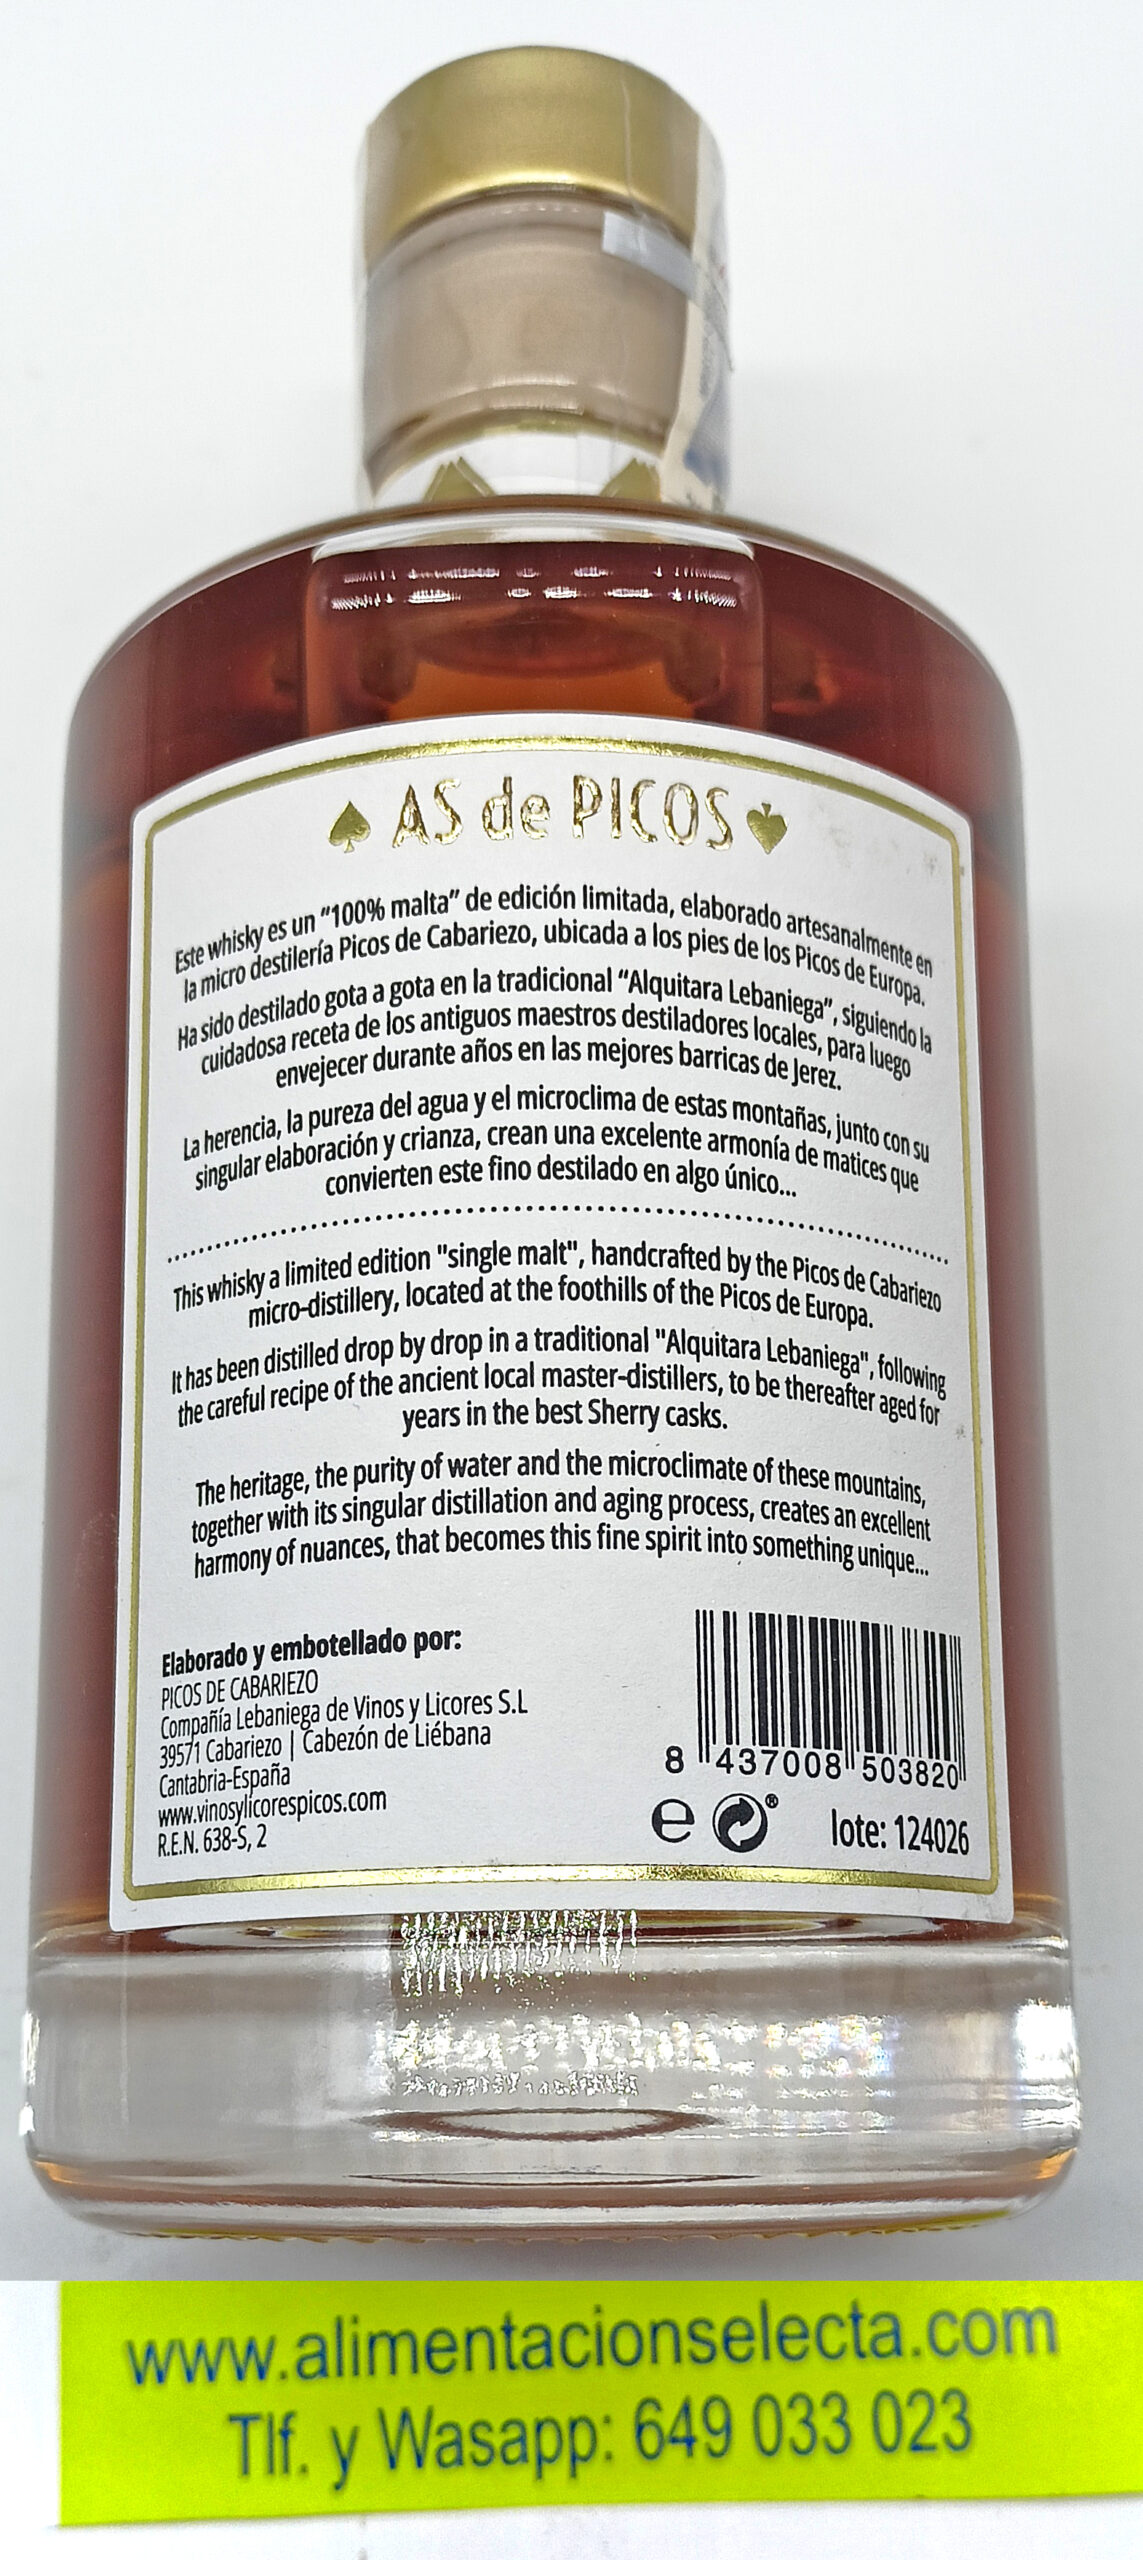 AS de PICOS
Este whisky es un "100% malta" de edición limitada, elaborado artesanalmente en
la micro destilería Picos de Cabariezo, ubicada a los pies de los Picos de Europa.
Ha sido destilado gota a gota en la tradicional “Alquitara Lebaniega”, siguiendo la
cuidadosa receta de los antiguos maestros destiladores locales, para luego
envejecer durante años en las mejores barricas de Jerez.
La herencia, la pureza del agua y el microclima de estas montañas, junto con su
singular elaboración y crianza, crean una excelente armonía de matices que
convierten este fino destilado en algo único...
This whisky a limited edition "single malt", handcrafted by the Picos de Cabariezo
micro-distillery, located at the foothills of the Picos de Europa.
It has been distilled drop by drop in a traditional "Alquitara Lebaniega", following
the careful recipe of the ancient local master-distillers, to be thereafter aged for
years in the best Sherry casks.
The heritage, the purity of water and the microclimate of these mountains,
together with its singular distillation and aging process, creates an excellent
harmony of nuances, that becomes this fine spirit into something unique...
Elaborado y embotellado por:
PICOS DE CABARIEZO
Compañía Lebaniega de Vinos y Licores S.L
39571 Cabariezo | Cabezón de Liébana
Cantabria-España
www.vinosylicorespicos.com
R.E.N. 638-S, 2
8 437008 503820
e ® lote: 124026
www.alimentacionselecta.com
Tlf. y Wasapp: 649 033 023